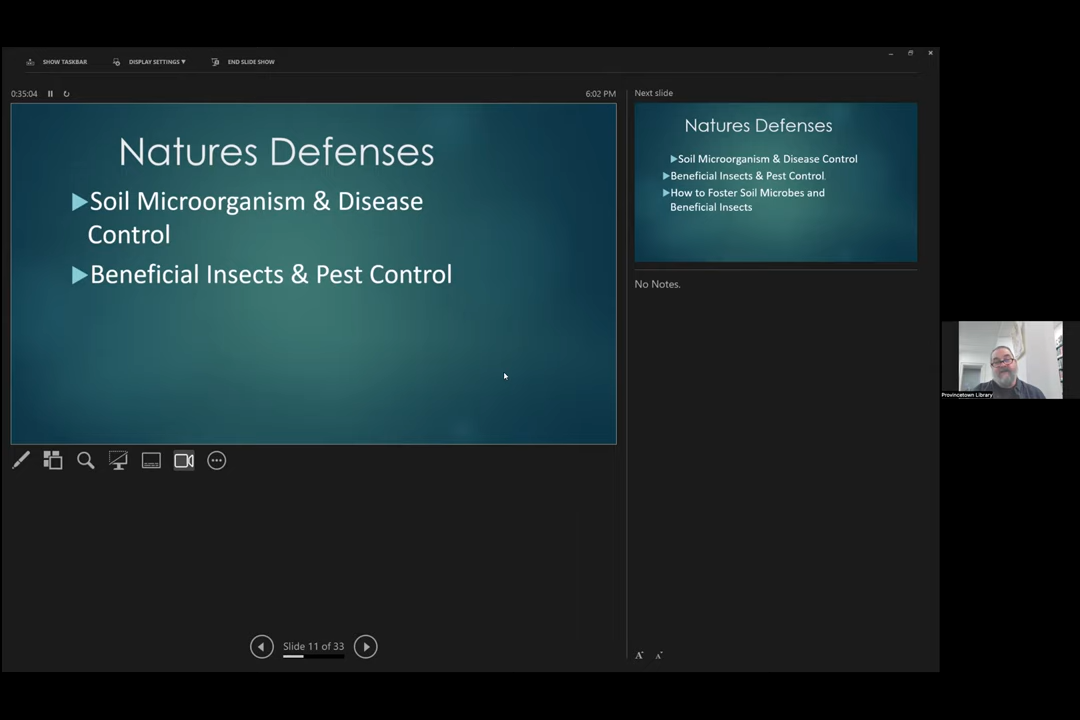 SHOW TASKBAR
DISPLAY SETTINGS ▼
END SLIDE SHOW
0:35:04
6:02 PM
Natures Defenses
Soil Microorganism & Disease
Control
Beneficial Insects & Pest Control
Slide 11 of 33
Next slide
Natures Defenses
Soil Microorganism & Disease Control
Beneficial Insects & Pest Control
How to Foster Soil Microbes and
Beneficial Insects
No Notes.
A A
Provincetown Library